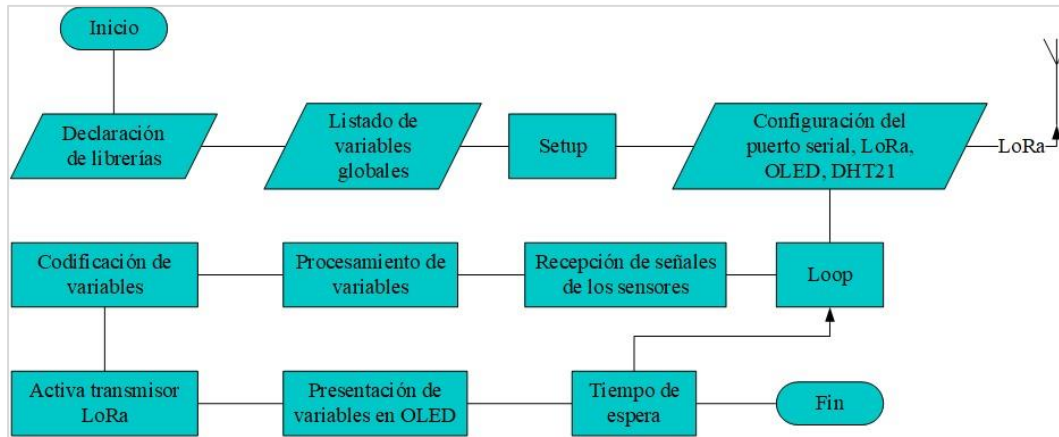 Inicio
Declaración
de librerías
Listado de
variables
globales
Setup
Configuración del
puerto serial, LoRa,
OLED, DHT21
LoRa
Codificación de
variables
Procesamiento de
variables
Recepción de señales
de los sensores
Loop
Activa transmisor
LoRa
Presentación de
variables en OLED
Tiempo de
espera
Fin